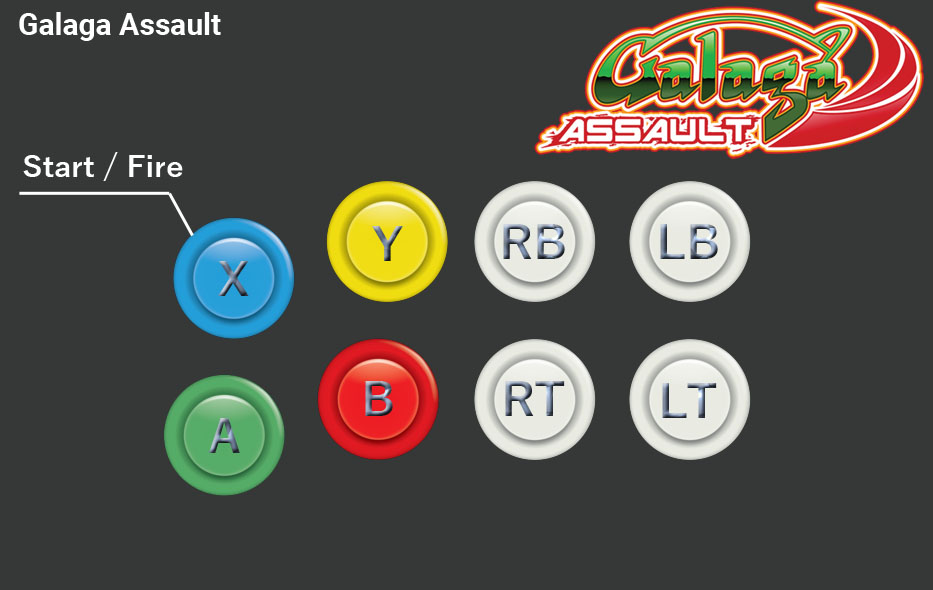 Galaga Assault
Galaga
ASSAULT
Start / Fire
X
Y
RB
LB
A
B
RT
LT